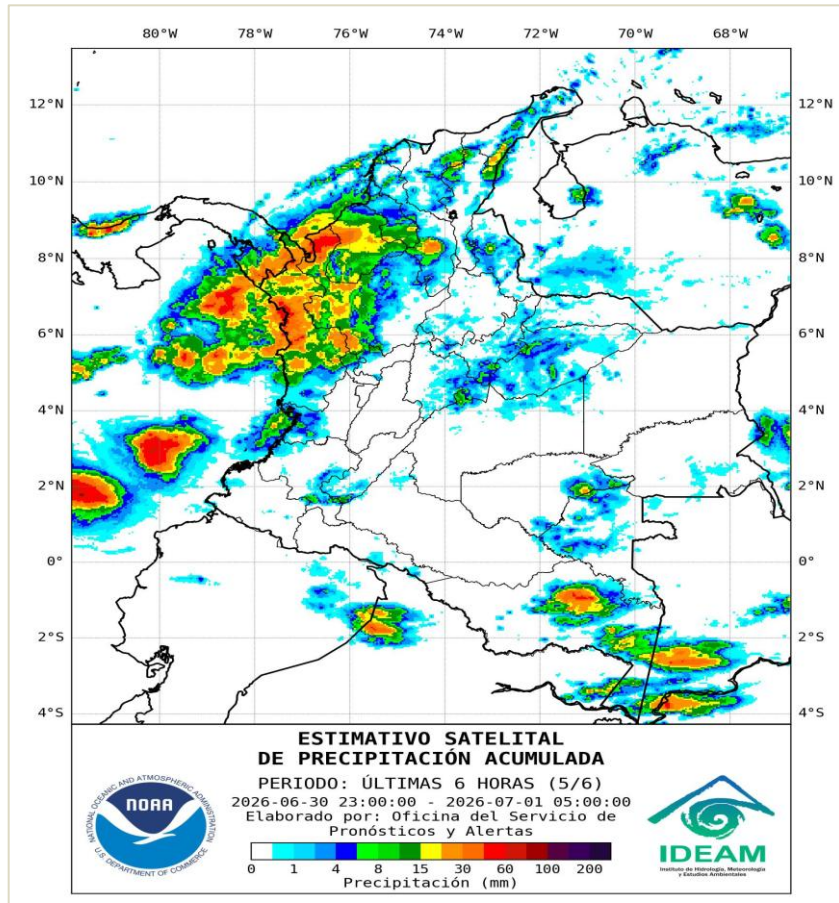 80°W 78°W 76°W 74°W 72°W 70°W 68°W
12°N 12°N
10°N 10°N
8°N 8°N
6°N 6°N
4°N 4°N
2°N 2°N
0° 0°
2°S 2°S
4°S 4°S
ESTIMATIVO SATELITAL
DE PRECIPITACIÓN ACUMULADA
PERIODO: ÚLTIMAS 6 HORAS (5/6)
2026-06-30 23:00:00 - 2026-07-01 05:00:00
Elaborado por: Oficina del Servicio de
Pronósticos y Alertas
0 1 4 8 15 30 60 100 200
Precipitación (mm)
NATIONAL OCEANIC AND ATMOSPHERIC ADMINISTRATION
NOAA
U.S. DEPARTMENT OF COMMERCE
IDEAM
Instituto de Hidrología, Meteorología
y Estudios Ambientales